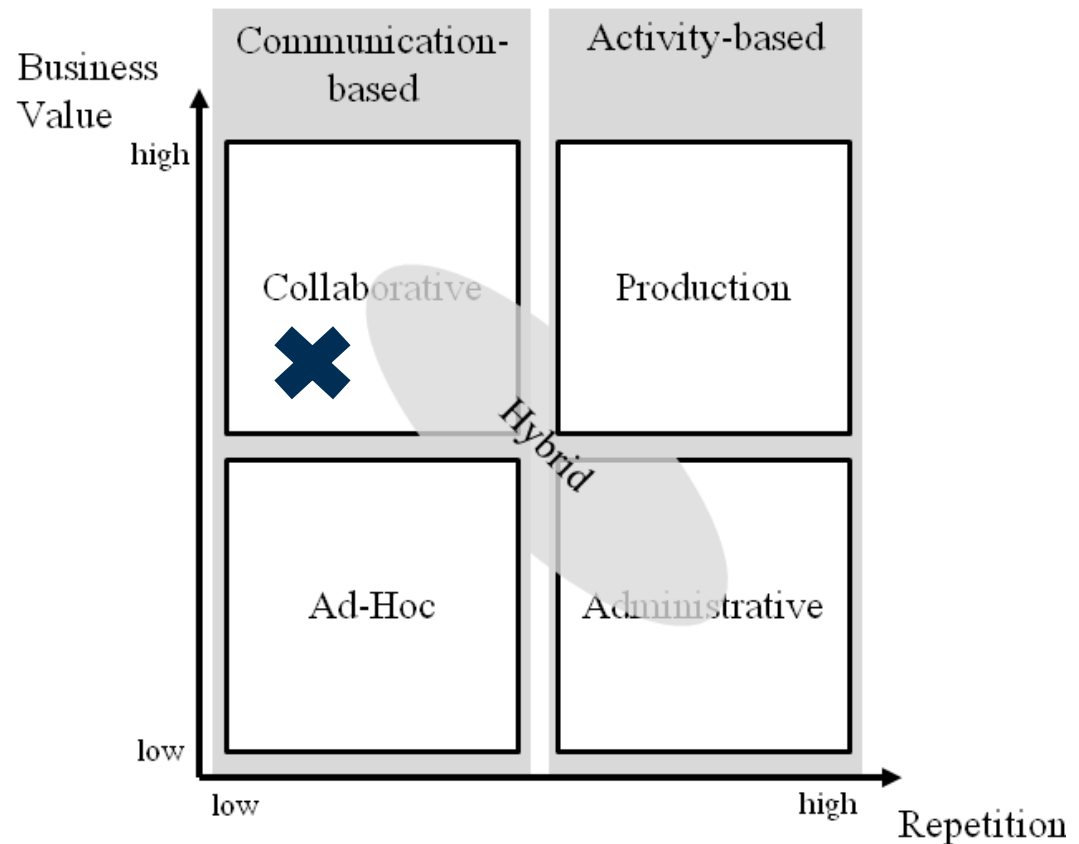 Communication-
based
Activity-based
Business
Value
high
Collaborative
Production
Hybrid
Ad-Hoc
Administrative
low
low
high
Repetition